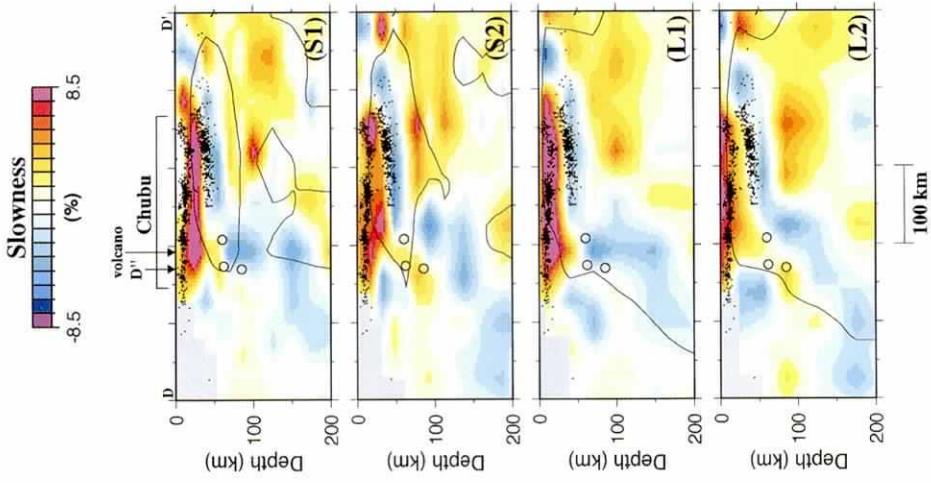 Slowness
-8.5
(%)
8.5
volcano
D''
Chubu
D
D'
0
100
200
Depth (km)
(S1)
0
100
200
Depth (km)
(S2)
0
100
200
Depth (km)
(L1)
0
100
200
Depth (km)
(L2)
100 km